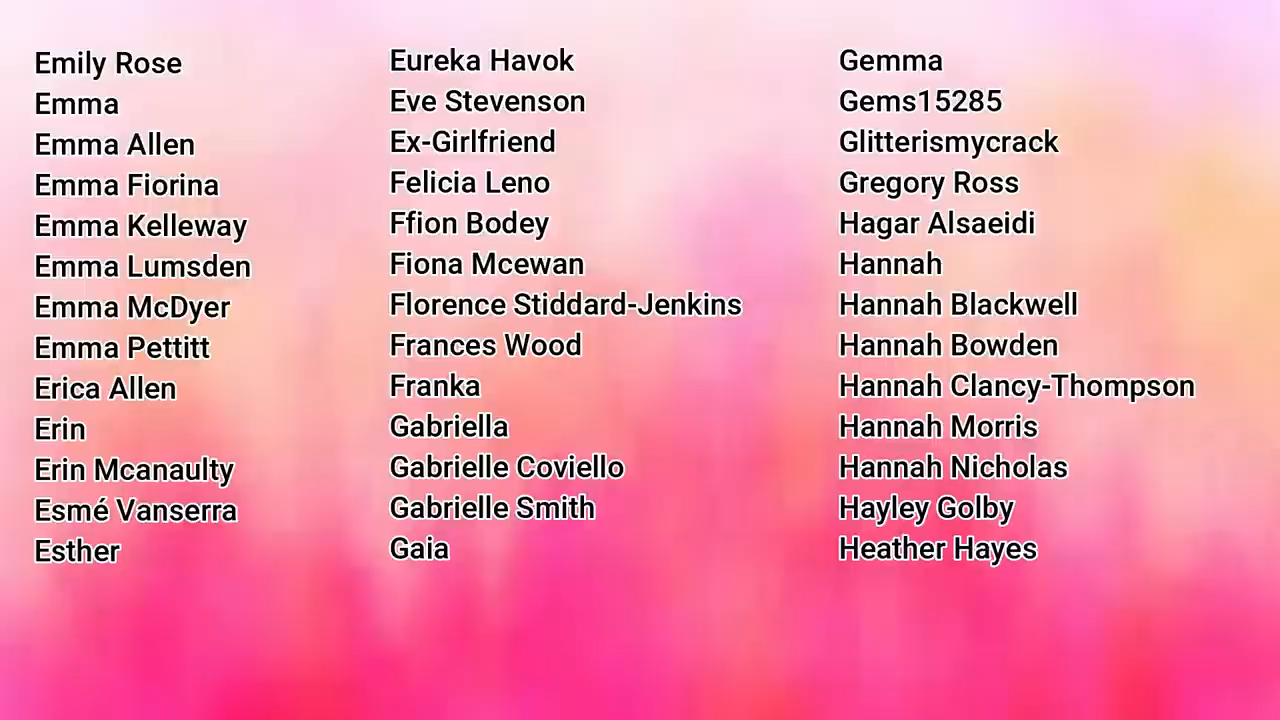 Emily Rose
Emma
Emma Allen
Emma Fiorina
Emma Kelleway
Emma Lumsden
Emma McDyer
Emma Pettitt
Erica Allen
Erin
Erin Mcanaulty
Esmé Vanserra
Esther
Eureka Havok
Eve Stevenson
Ex-Girlfriend
Felicia Leno
Ffion Bodey
Fiona Mcewan
Florence Stiddard-Jenkins
Frances Wood
Franka
Gabriella
Gabrielle Coviello
Gabrielle Smith
Gaia
Gemma
Gems15285
Glitterismycrack
Gregory Ross
Hagar Alsaeidi
Hannah
Hannah Blackwell
Hannah Bowden
Hannah Clancy-Thompson
Hannah Morris
Hannah Nicholas
Hayley Golby
Heather Hayes